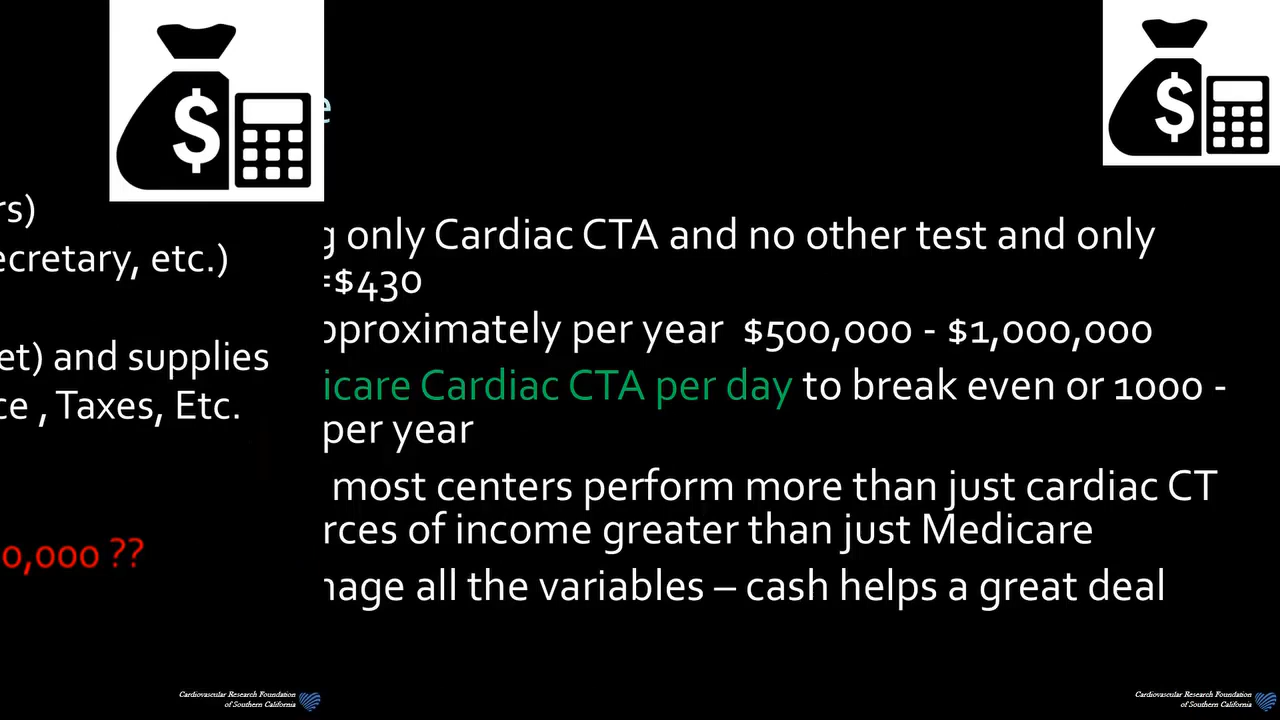 e
rs)
ecretary, etc.)
et) and supplies
ce , Taxes, Etc.
0,000 ??
Cardiovascular Research Foundation
of Southern California
g only Cardiac CTA and no other test and only
=$430
pproximately per year $500,000 - $1,000,000
icare Cardiac CTA per day to break even or 1000 -
per year
most centers perform more than just cardiac CT
rces of income greater than just Medicare
nage all the variables – cash helps a great deal
Cardiovascular Research Foundation
of Southern California